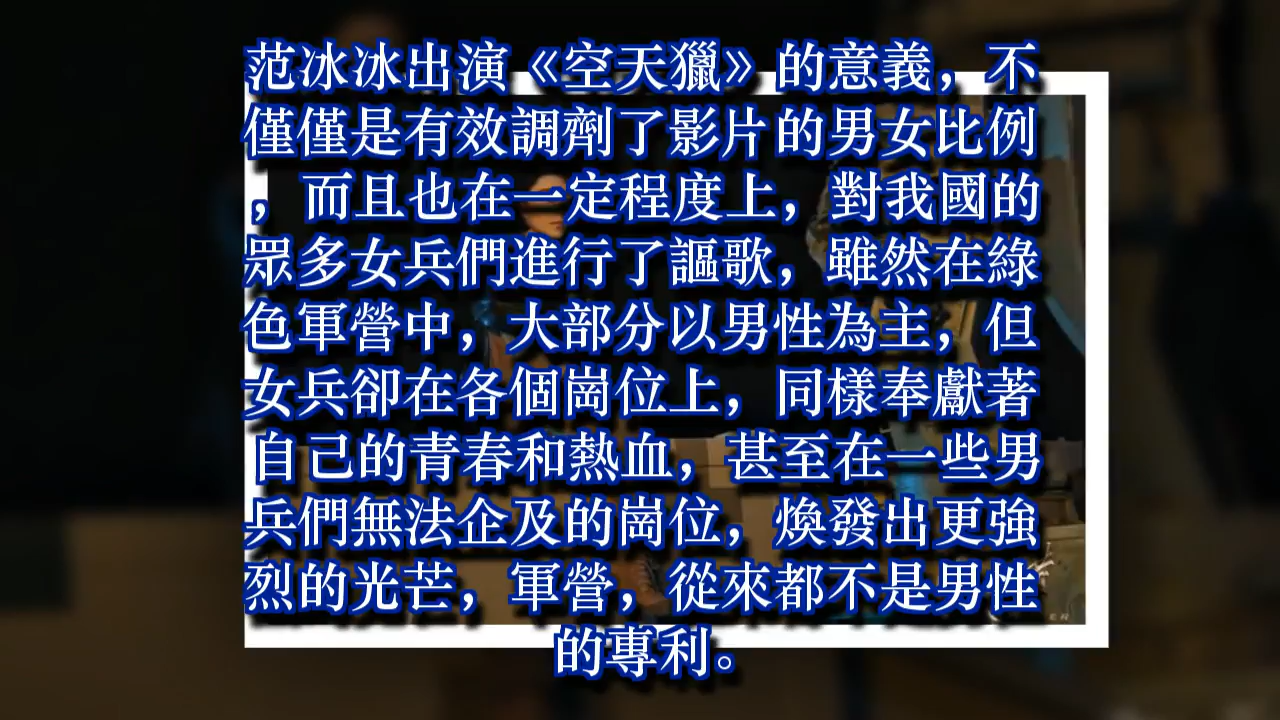 范冰冰出演《空天獵》的意義，不
僅僅是有效調劑了影片的男女比例
，而且也在一定程度上，對我國的
眾多女兵們進行了謳歌，雖然在綠
色軍營中，大部分以男性為主，但
女兵卻在各個崗位上，同樣奉獻著
自己的青春和熱血，甚至在一些男
兵們無法企及的崗位，煥發出更強
烈的光芒，軍營，從來都不是男性
的專利。